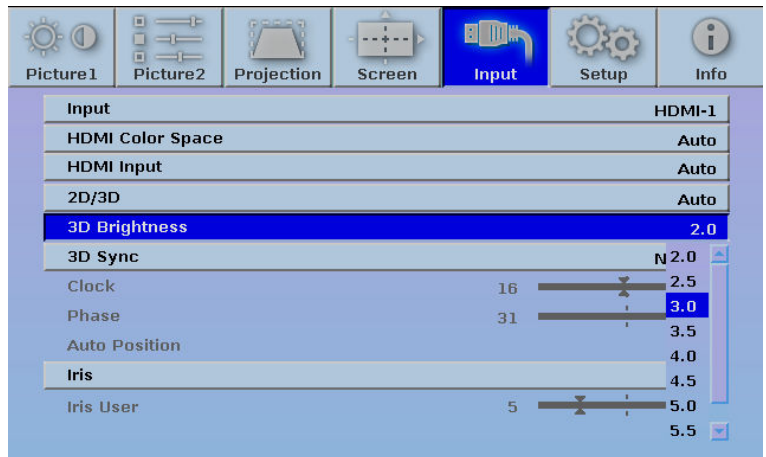 Picture1 Picture2 Projection Screen Input Setup Info
Input HDMI-1
HDMI Color Space Auto
HDMI Input Auto
2D/3D Auto
3D Brightness 2.0
3D Sync N 2.0
Clock 16 2.5
3.0
Phase 31
3.5
Auto Position
4.0
Iris 4.5
Iris User 5 5.0
5.5